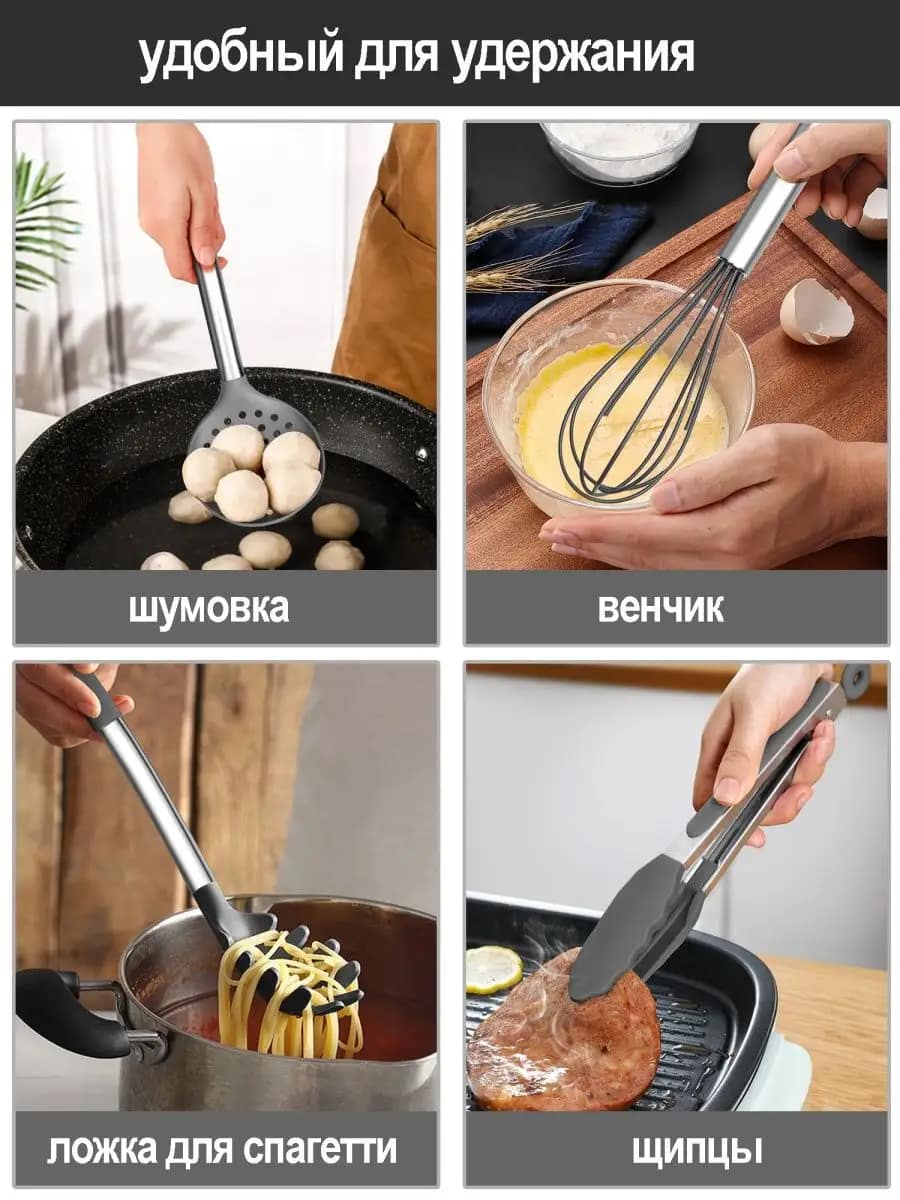 удобный для удержания
шумовка
венчик
ложка для спагетти
щипцы